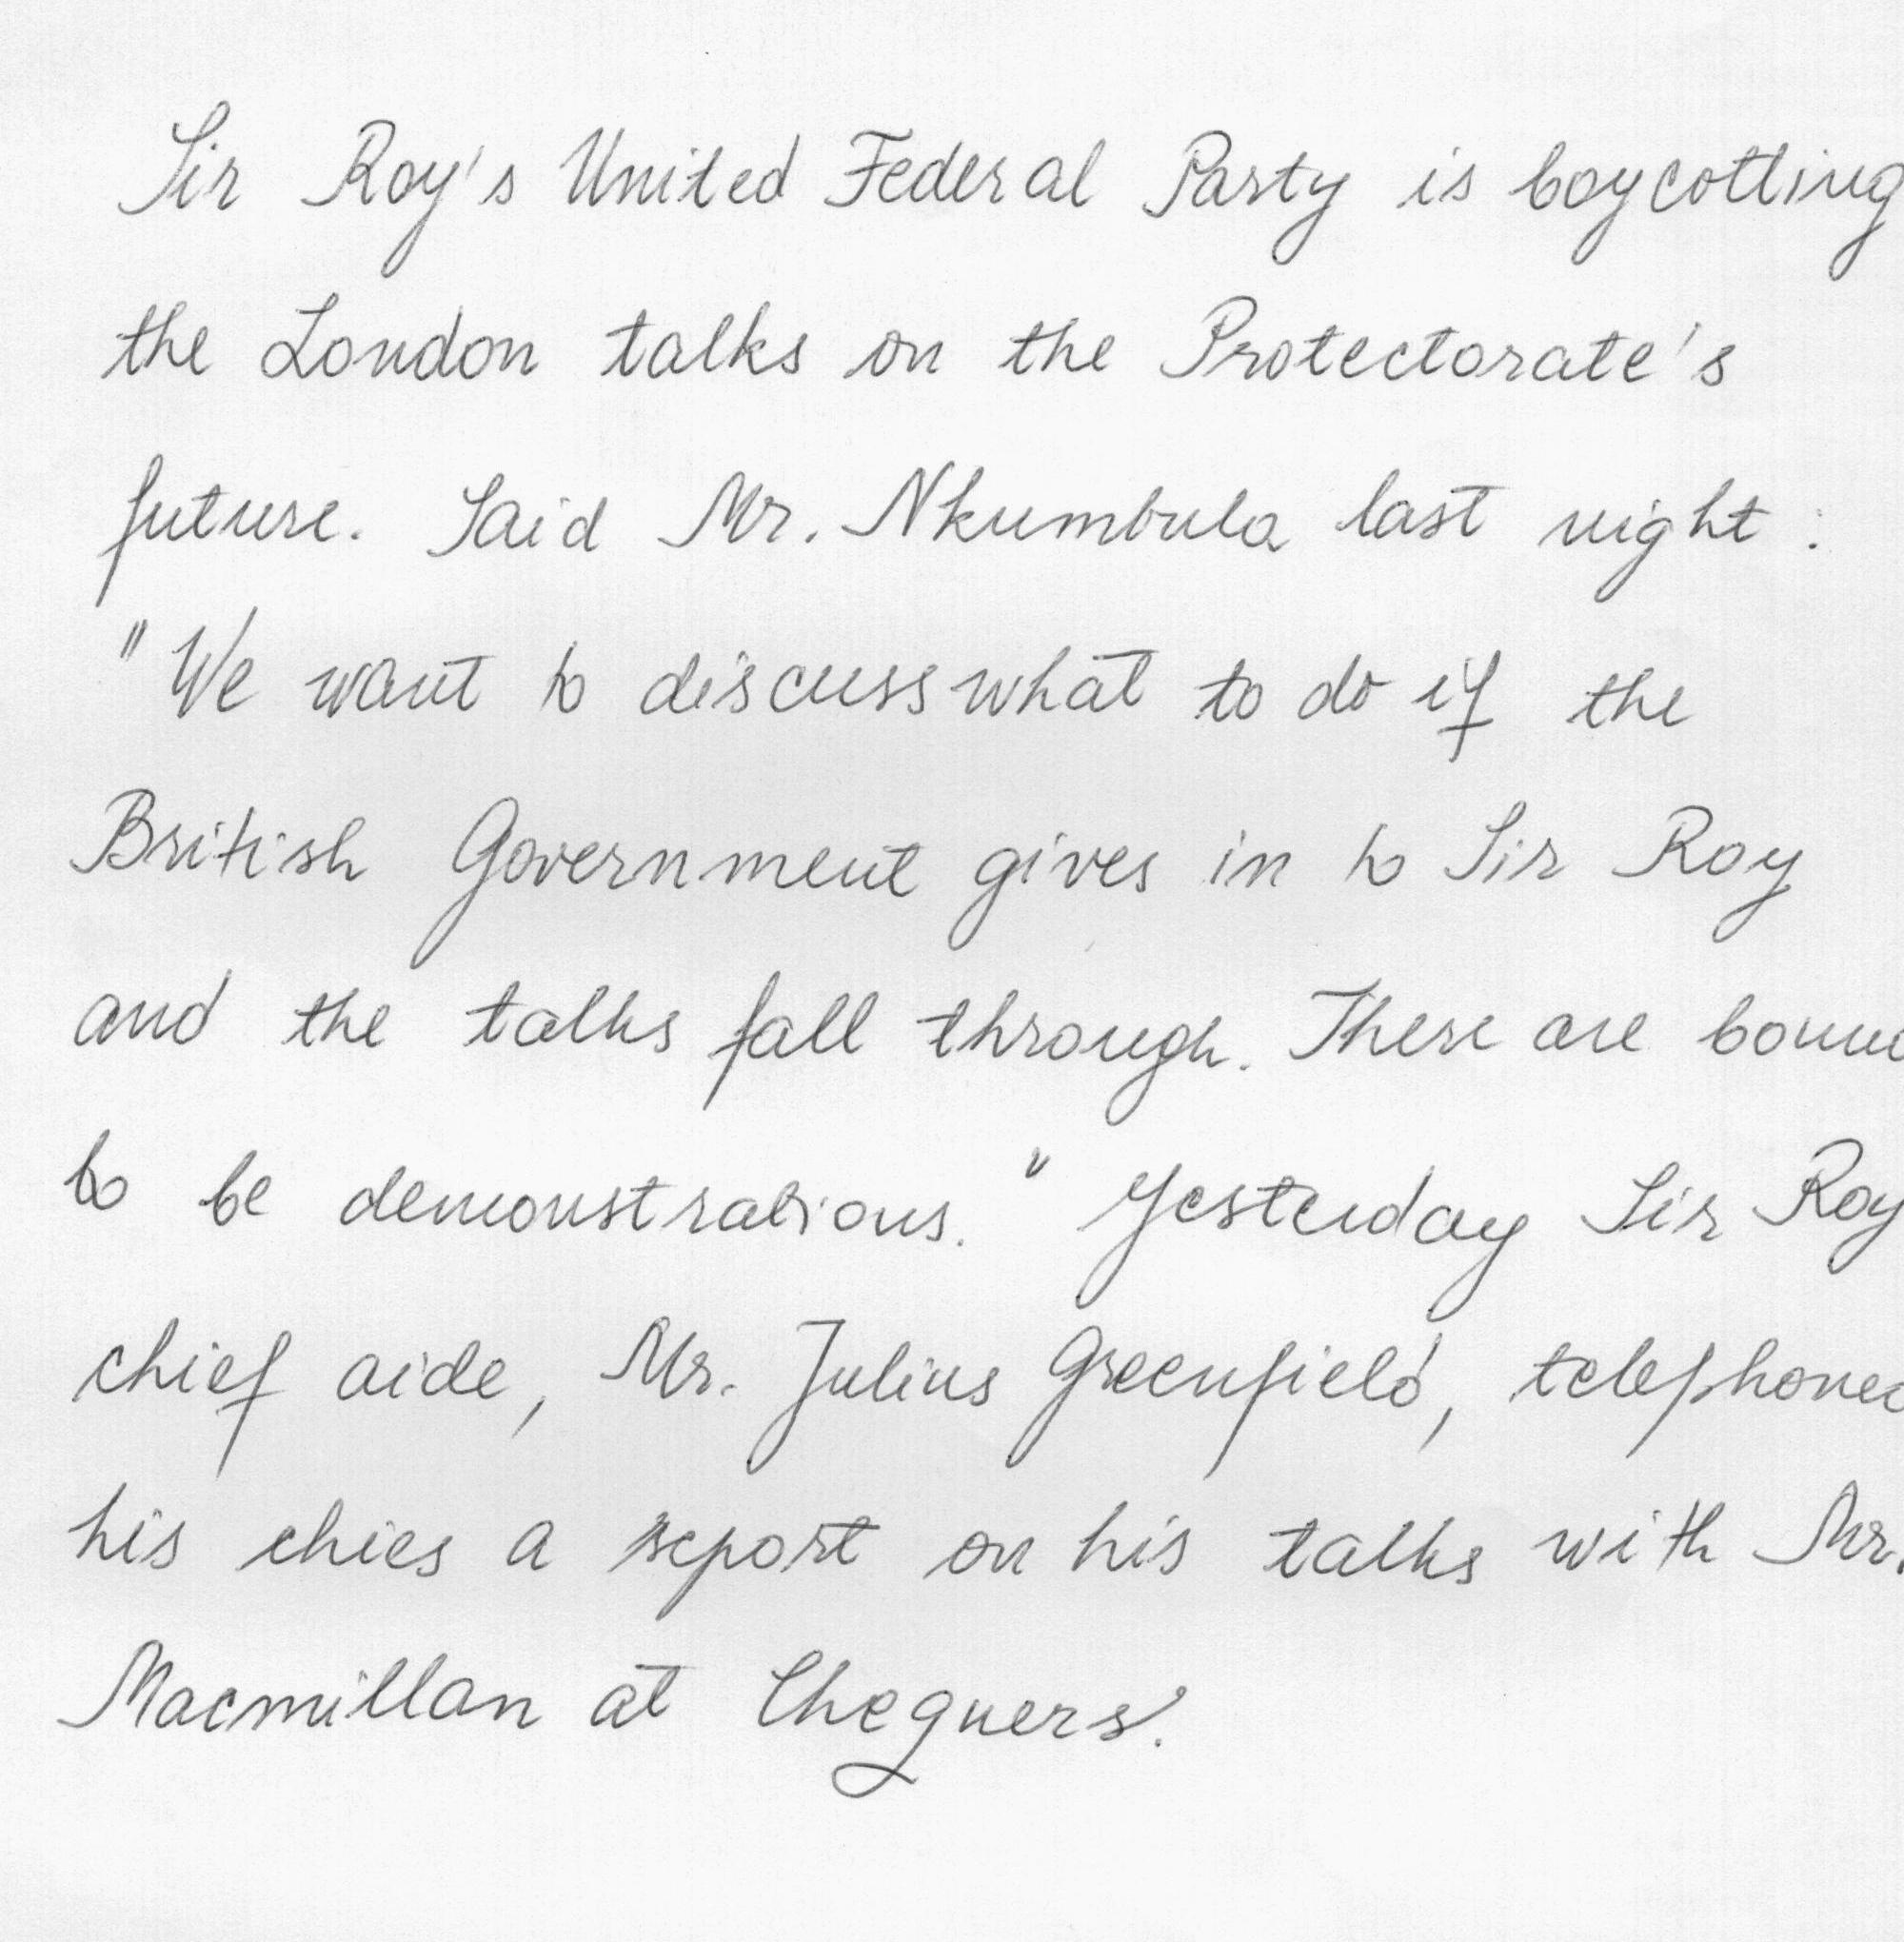 Sir Roy's United Federal Party is boycotting
the London talks on the Protectorate's
future. Said Mr. Nkumbula last night :
"We want to discuss what to do if the
British Government gives in to Sir Roy
and the talks fall through. There are
to be demonstrations." Yesterday Sir Roy
chief aide, Mr. Julius Greenfield, telephoned
his chies a report on his talks with Mr.
Macmillan at Chequers.